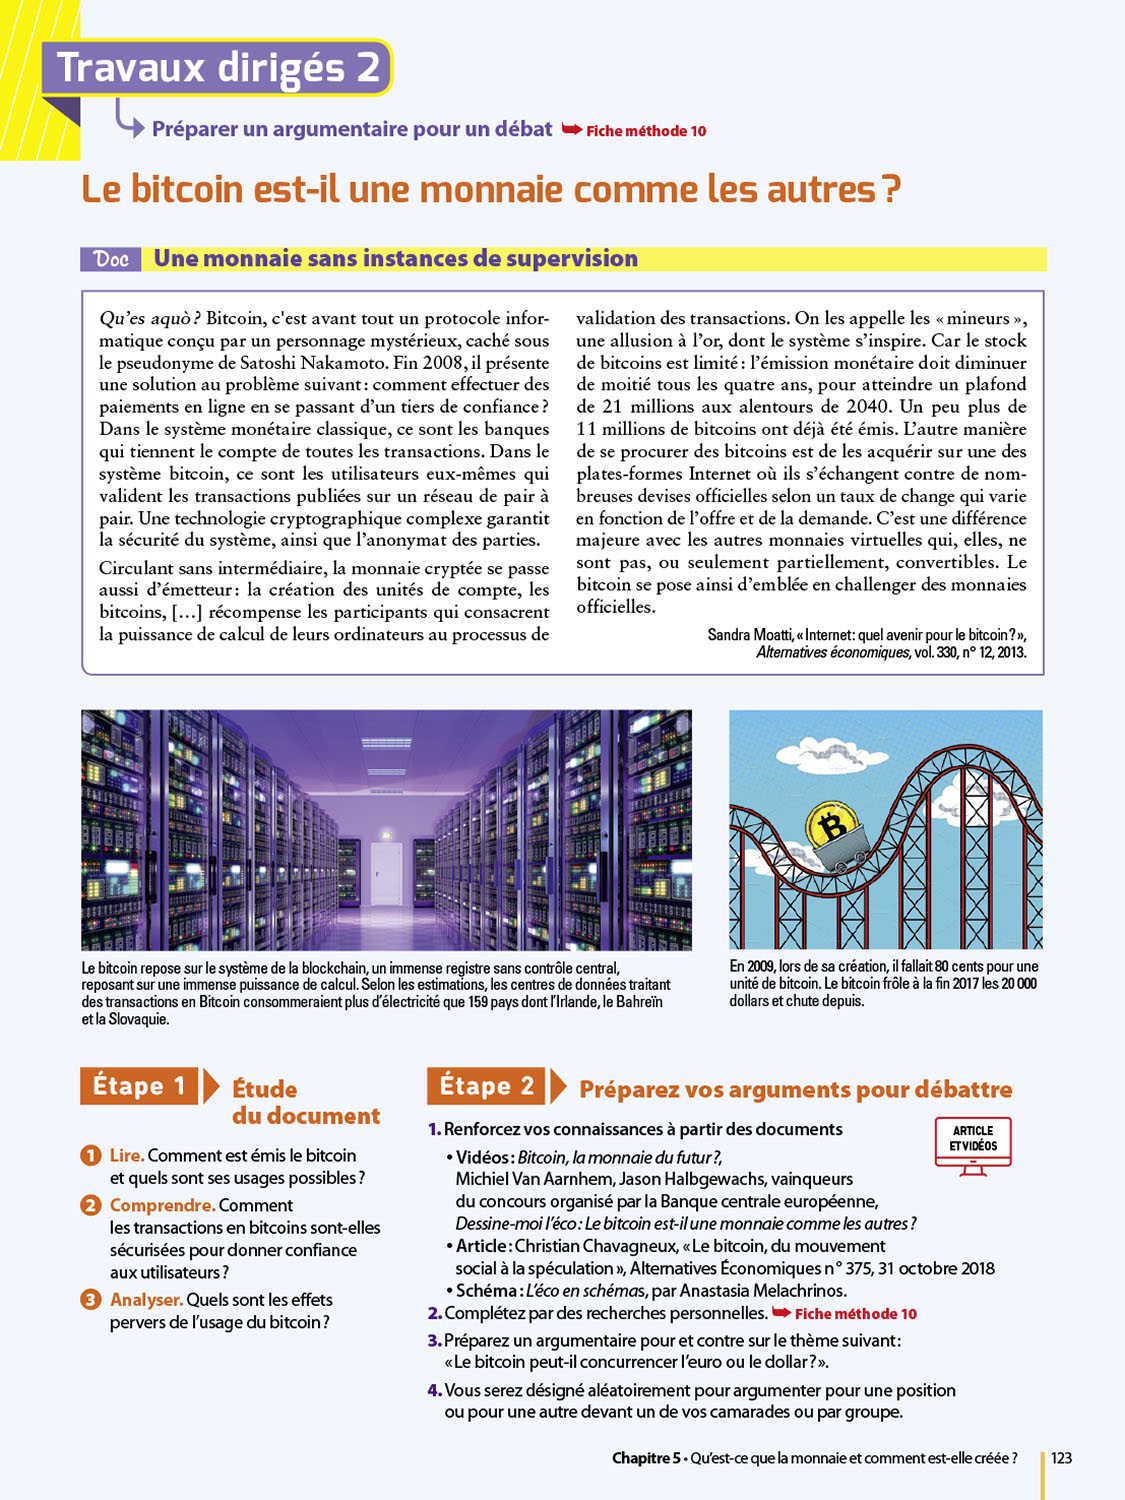 Travaux dirigés 2
Préparer un argumentaire pour un débat ➥ Fiche méthode 10
Le bitcoin est-il une monnaie comme les autres ?
Doc Une monnaie sans instances de supervision
Qu'es aquò ? Bitcoin, c'est avant tout un protocole infor-
matique conçu par un personnage mystérieux, caché sous
le pseudonyme de Satoshi Nakamoto. Fin 2008, il présente
une solution au problème suivant : comment effectuer des
paiements en ligne en se passant d'un tiers de confiance ?
Dans le système monétaire classique, ce sont les banques
qui tiennent le compte de toutes les transactions. Dans le
système bitcoin, ce sont les utilisateurs eux-mêmes qui
valident les transactions publiées sur un réseau de pair à
pair. Une technologie cryptographique complexe garantit
la sécurité du système, ainsi que l'anonymat des parties.
Circulant sans intermédiaire, la monnaie cryptée se passe
aussi d'émetteur : la création des unités de compte, les
bitcoins, […] récompense les participants qui consacrent
la puissance de calcul de leurs ordinateurs au processus de
validation des transactions. On les appelle les « mineurs »,
une allusion à l'or, dont le système s'inspire. Car le stock
de bitcoins est limité : l'émission monétaire doit diminuer
de moitié tous les quatre ans, pour atteindre un plafond
de 21 millions aux alentours de 2040. Un peu plus de
11 millions de bitcoins ont déjà été émis. L'autre manière
de se procurer des bitcoins est de les acquérir sur une des
plates-formes Internet où ils s'échangent contre de nom-
breuses devises officielles selon un taux de change qui varie
en fonction de l'offre et de la demande. C'est une différence
majeure avec les autres monnaies virtuelles qui, elles, ne
sont pas, ou seulement partiellement, convertibles. Le
bitcoin se pose ainsi d'emblée en challenger des monnaies
officielles.
Sandra Moatti, « Internet : quel avenir pour le bitcoin ? »,
Alternatives économiques, vol. 330, n° 12, 2013.
Le bitcoin repose sur le système de la blockchain, un immense registre sans contrôle central,
reposant sur une immense puissance de calcul. Selon les estimations, les centres de données traitant
des transactions en Bitcoin consommeraient plus d'électricité que 159 pays dont l'Irlande, le Bahreïn
et la Slovaquie.
En 2009, lors de sa création, il fallait 80 cents pour une
unité de bitcoin. Le bitcoin frôle à la fin 2017 les 20 000
dollars et chute depuis.
Étape 1 Étude
du document
1 Lire. Comment est émis le bitcoin
et quels sont ses usages possibles ?
2 Comprendre. Comment
les transactions en bitcoins sont-elles
sécurisées pour donner confiance
aux utilisateurs ?
3 Analyser. Quels sont les effets
pervers de l'usage du bitcoin ?
Étape 2 Préparez vos arguments pour débattre
1. Renforcez vos connaissances à partir des documents
ARTICLE
ET VIDÉOS
• Vidéos : Bitcoin, la monnaie du futur ?,
Michiel Van Aarnhem, Jason Halbgewachs, vainqueurs
du concours organisé par la Banque centrale européenne,
Dessine-moi l'éco : Le bitcoin est-il une monnaie comme les autres ?
• Article : Christian Chavagneux, « Le bitcoin, du mouvement
social à la spéculation », Alternatives Économiques n° 375, 31 octobre 2018
• Schéma : L'éco en schémas, par Anastasia Melachrinos.
2. Complétez par des recherches personnelles. ➥ Fiche méthode 10
3. Préparez un argumentaire pour et contre sur le thème suivant :
« Le bitcoin peut-il concurrencer l'euro ou le dollar ? ».
4. Vous serez désigné aléatoirement pour argumenter pour une position
ou pour une autre devant un de vos camarades ou par groupe.
Chapitre 5 • Qu'est-ce que la monnaie et comment est-elle créée ? 123